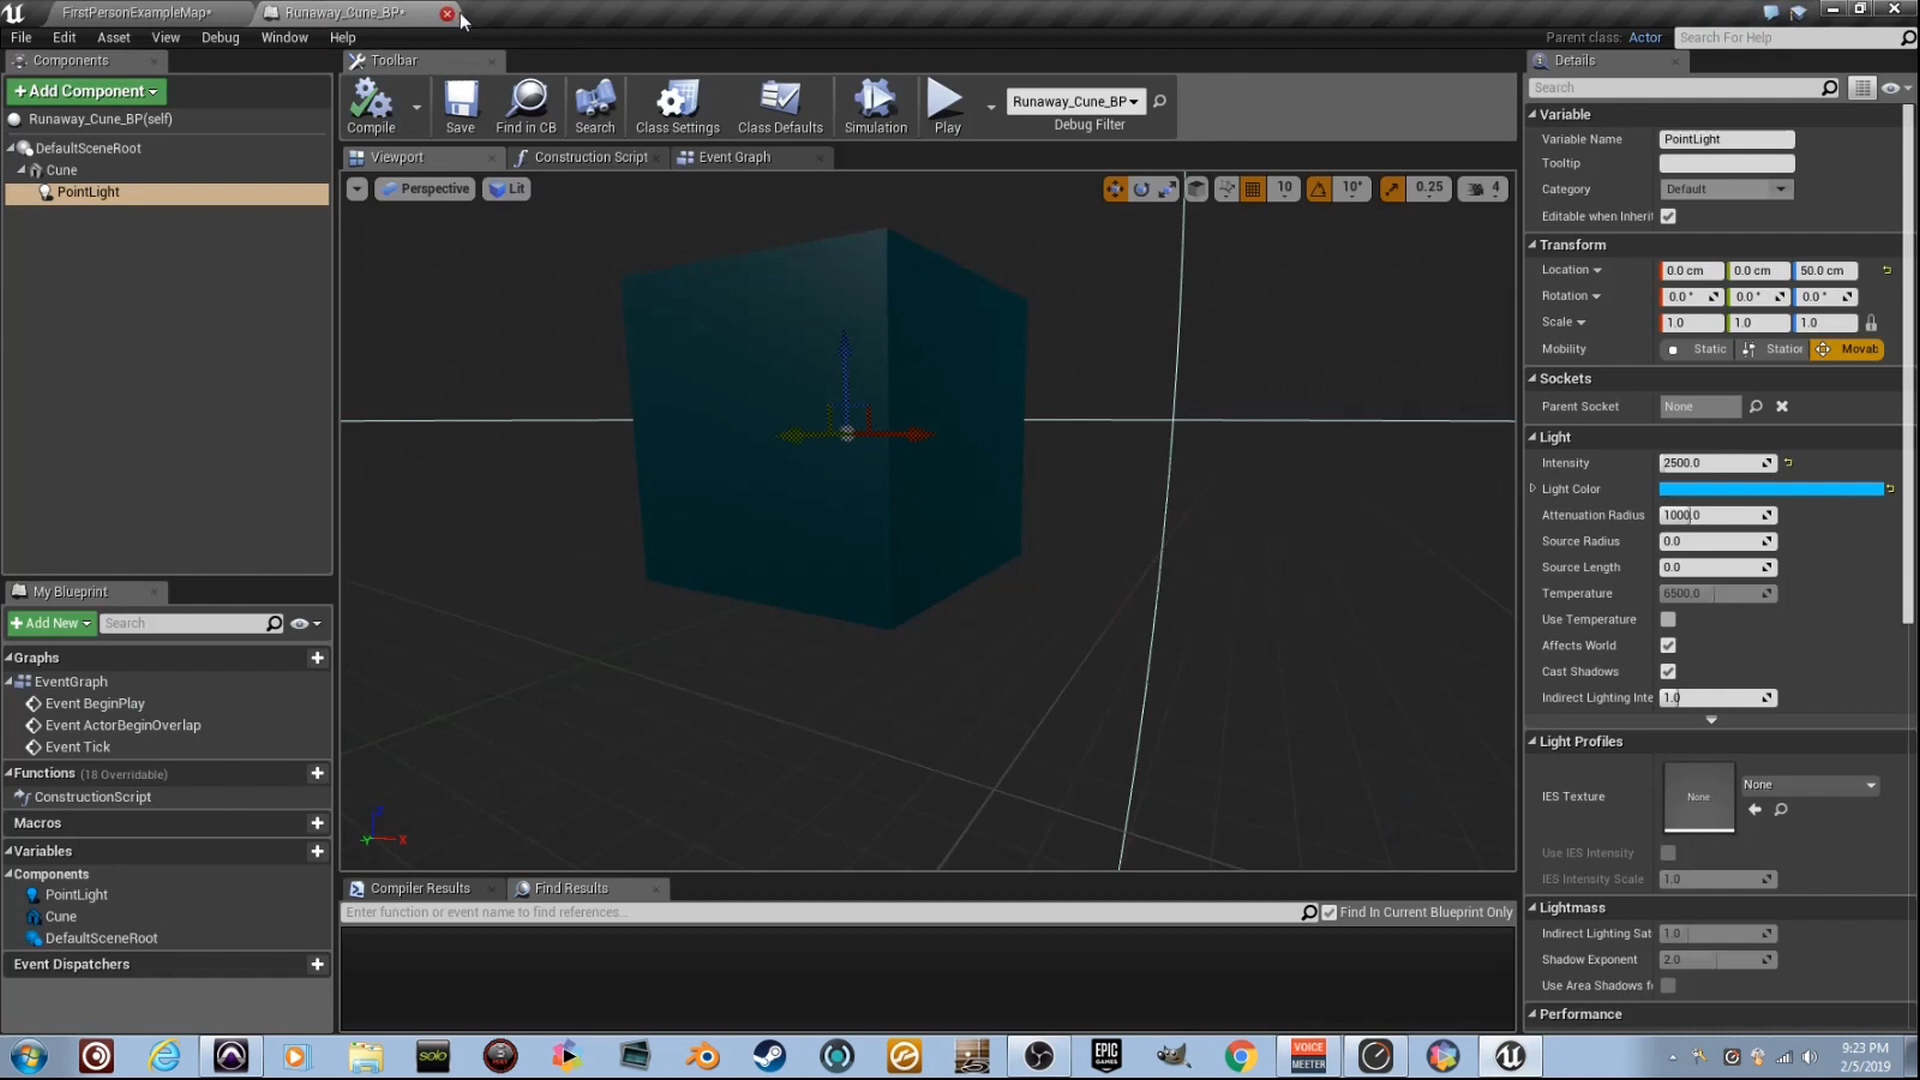 FirstPersonExampleMap*
Runaway_Cune_BP*
File Edit Asset View Debug Window Help
Parent class: Actor
Search For Help
Components
Toolbar
Details
+Add Component
Runaway_Cune_BP(self)
DefaultSceneRoot
Cune
PointLight
Compile
Save
Find in CB
Search
Class Settings
Class Defaults
Simulation
Play
Runaway_Cune_BP
Debug Filter
Viewport
Construction Script
Event Graph
Perspective
Lit
10
10°
0.25
4
Search
Variable
Variable Name PointLight
Tooltip
Category Default
Editable when Inherit
Transform
Location 0.0 cm 0.0 cm 50.0 cm
Rotation 0.0 ° 0.0 ° 0.0 °
Scale 1.0 1.0 1.0
Mobility Static Station Movab
Sockets
Parent Socket None
Light
Intensity 2500.0
Light Color
Attenuation Radius 1000.0
Source Radius 0.0
Source Length 0.0
Temperature 6500.0
Use Temperature
Affects World
Cast Shadows
Indirect Lighting Inte 1.0
Light Profiles
IES Texture None None
Use IES Intensity
IES Intensity Scale 1.0
Lightmass
Indirect Lighting Sat 1.0
Shadow Exponent 2.0
Use Area Shadows f
Performance
My Blueprint
+Add New Search
Graphs
EventGraph
Event BeginPlay
Event ActorBeginOverlap
Event Tick
Functions (18 Overridable)
ConstructionScript
Macros
Variables
Components
PointLight
Cune
DefaultSceneRoot
Event Dispatchers
Z
Y
X
Compiler Results
Find Results
Enter function or event name to find references...
Find In Current Blueprint Only
solo
EPIC GAMES
VOICE MEETER
9:23 PM
2/5/2019